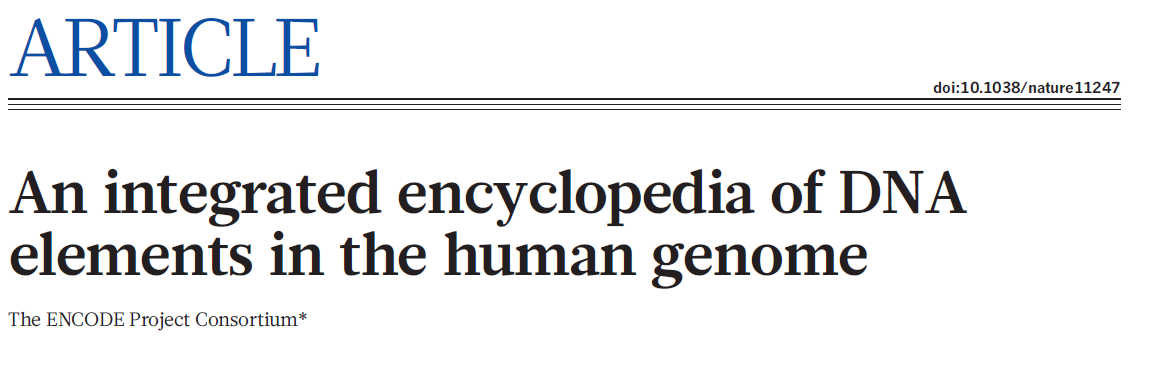 ARTICLE
doi:10.1038/nature11247
An integrated encyclopedia of DNA
elements in the human genome
The ENCODE Project Consortium*